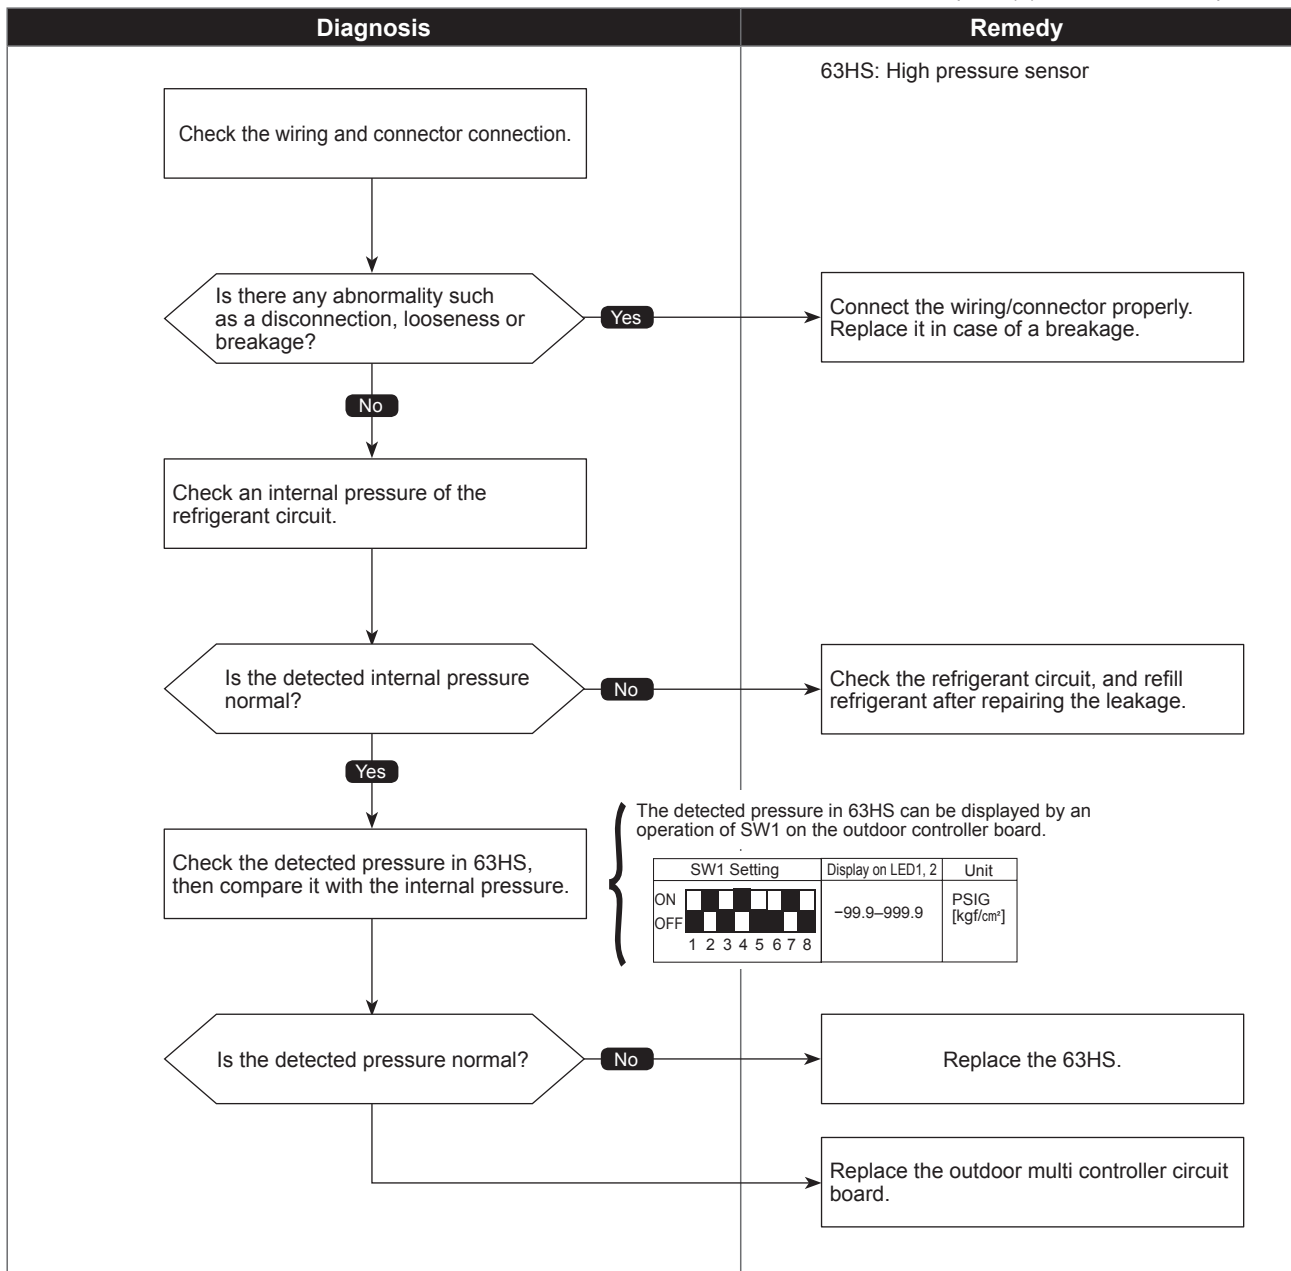 Diagnosis
Remedy
63HS: High pressure sensor
Check the wiring and connector connection.
Is there any abnormality such
as a disconnection, looseness or
breakage?
Yes
Connect the wiring/connector properly.
Replace it in case of a breakage.
No
Check an internal pressure of the
refrigerant circuit.
Is the detected internal pressure
normal?
No
Check the refrigerant circuit, and refill
refrigerant after repairing the leakage.
Yes
The detected pressure in 63HS can be displayed by an
operation of SW1 on the outdoor controller board.
Check the detected pressure in 63HS,
then compare it with the internal pressure.
SW1 Setting
Display on LED1, 2
Unit
ON
OFF
1 2 3 4 5 6 7 8
−99.9–999.9
PSIG
[kgf/cm²]
Is the detected pressure normal?
No
Replace the 63HS.
Replace the outdoor multi controller circuit
board.